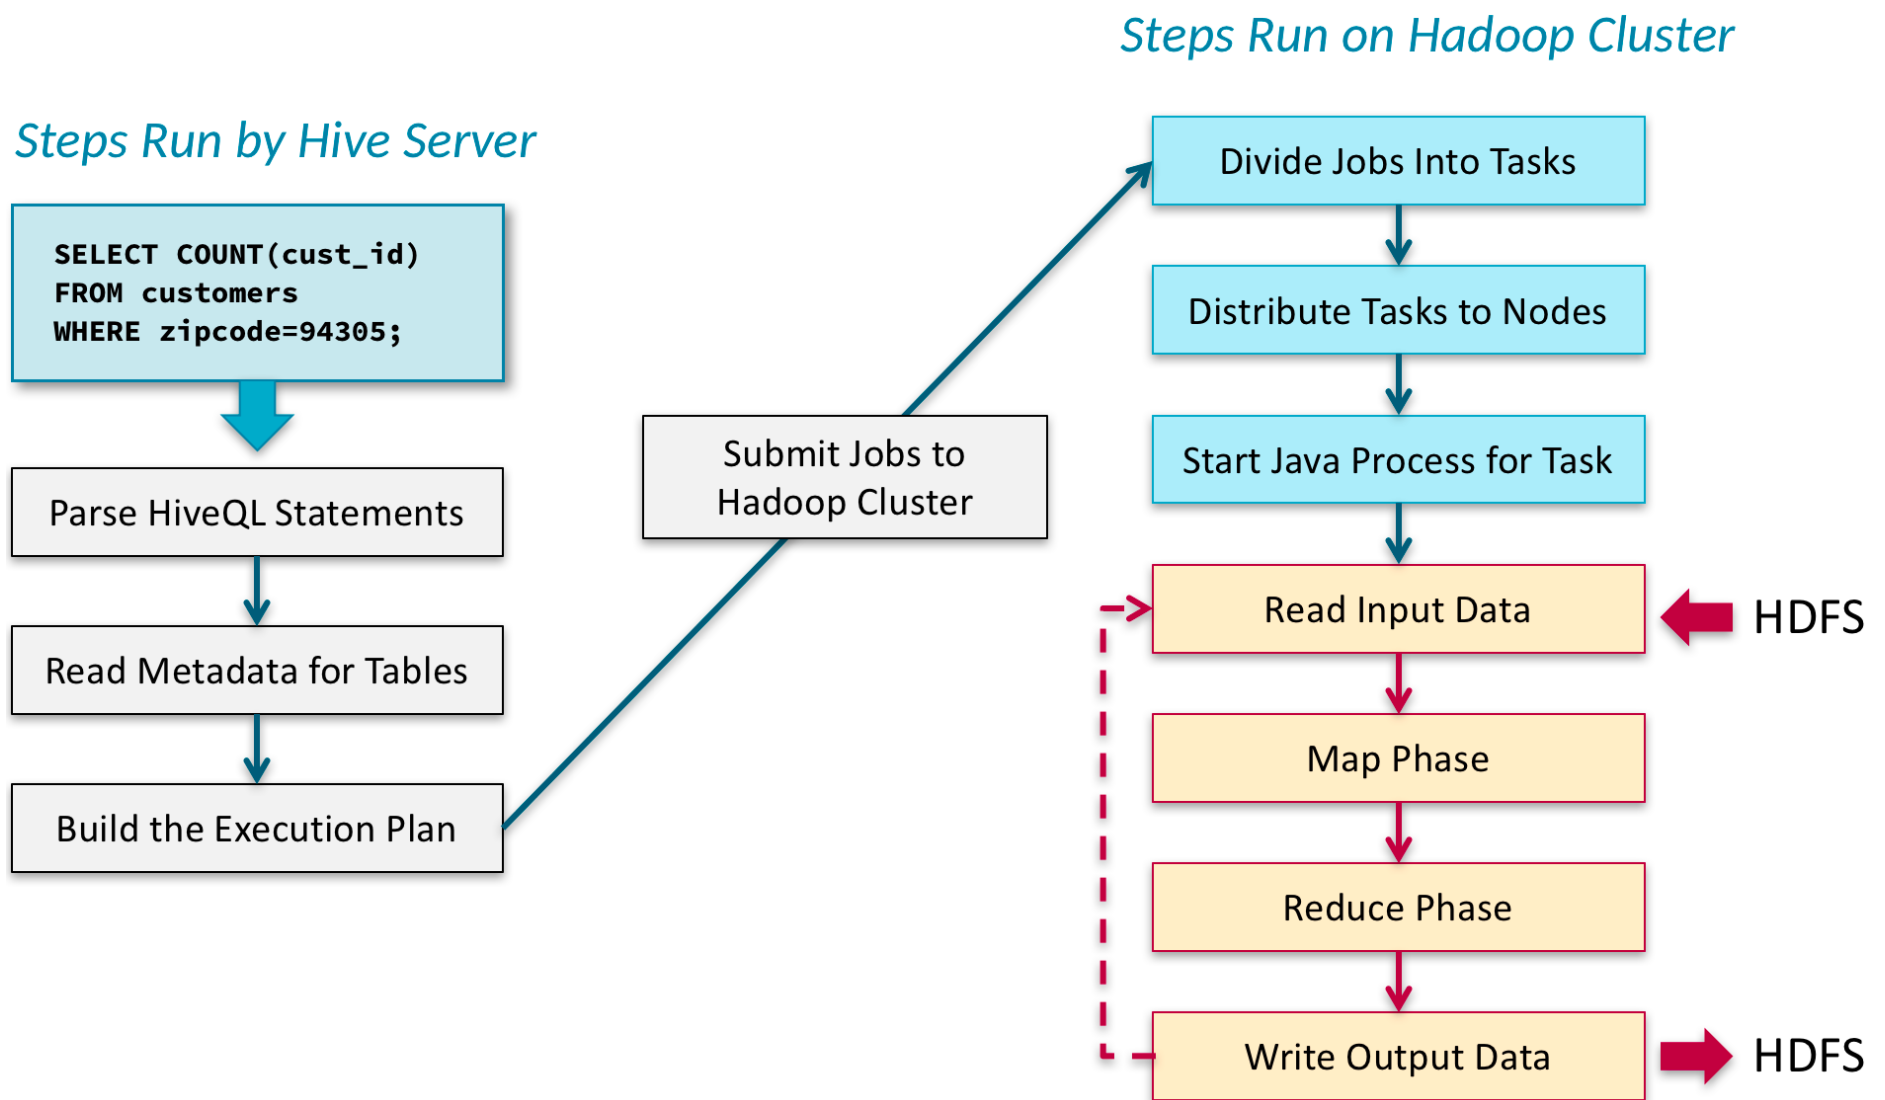 Steps Run on Hadoop Cluster
Steps Run by Hive Server
SELECT COUNT(cust_id)
FROM customers
WHERE zipcode=94305;
Parse HiveQL Statements
Read Metadata for Tables
Build the Execution Plan
Submit Jobs to
Hadoop Cluster
Divide Jobs Into Tasks
Distribute Tasks to Nodes
Start Java Process for Task
Read Input Data
HDFS
Map Phase
Reduce Phase
Write Output Data
HDFS